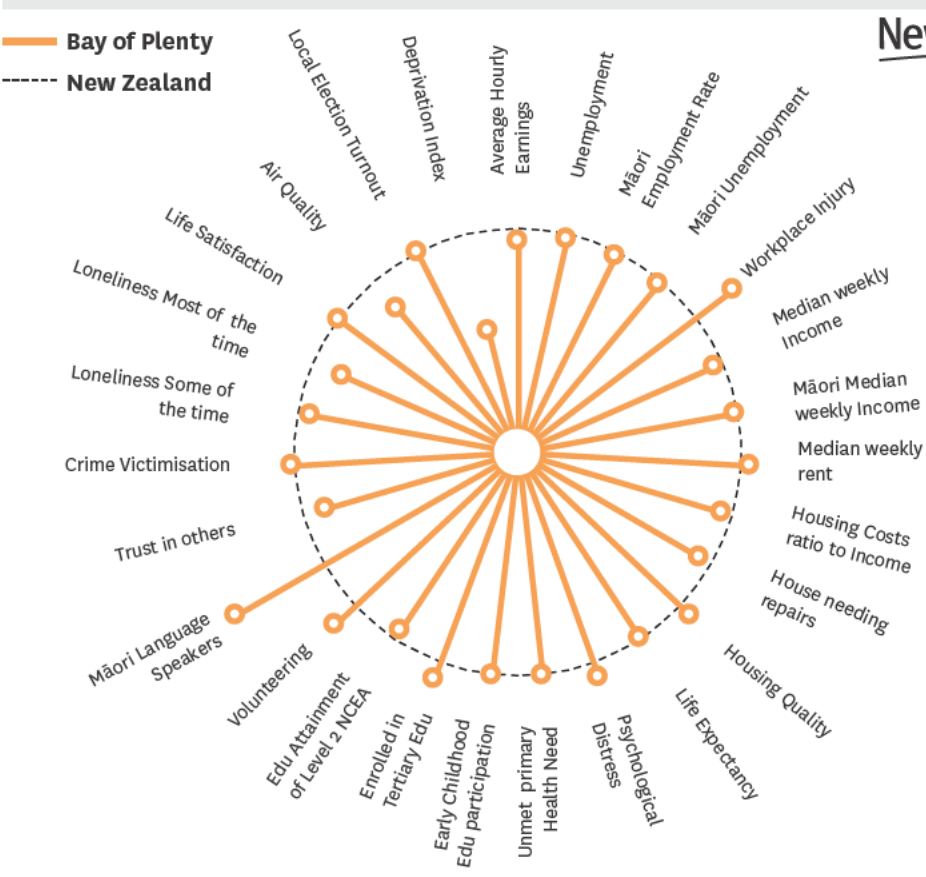 Bay of Plenty
New Zealand
Local Election Turnout
Deprivation Index
Average Hourly
Earnings
Unemployment
Māori
Employment Rate
Māori Unemployment
Workplace Injury
Median weekly
Income
Māori Median
weekly Income
Median weekly
rent
Housing Costs
ratio to Income
House needing
repairs
Housing Quality
Life Expectancy
Psychological
Distress
Unmet primary
Health Need
Early Childhood
Edu participation
Enrolled in
Tertiary Edu
Edu Attainment
of Level 2 NCEA
Volunteering
Māori Language
Speakers
Trust in others
Crime Victimisation
Loneliness Some of
the time
Loneliness Most of the
time
Life Satisfaction
Air Quality